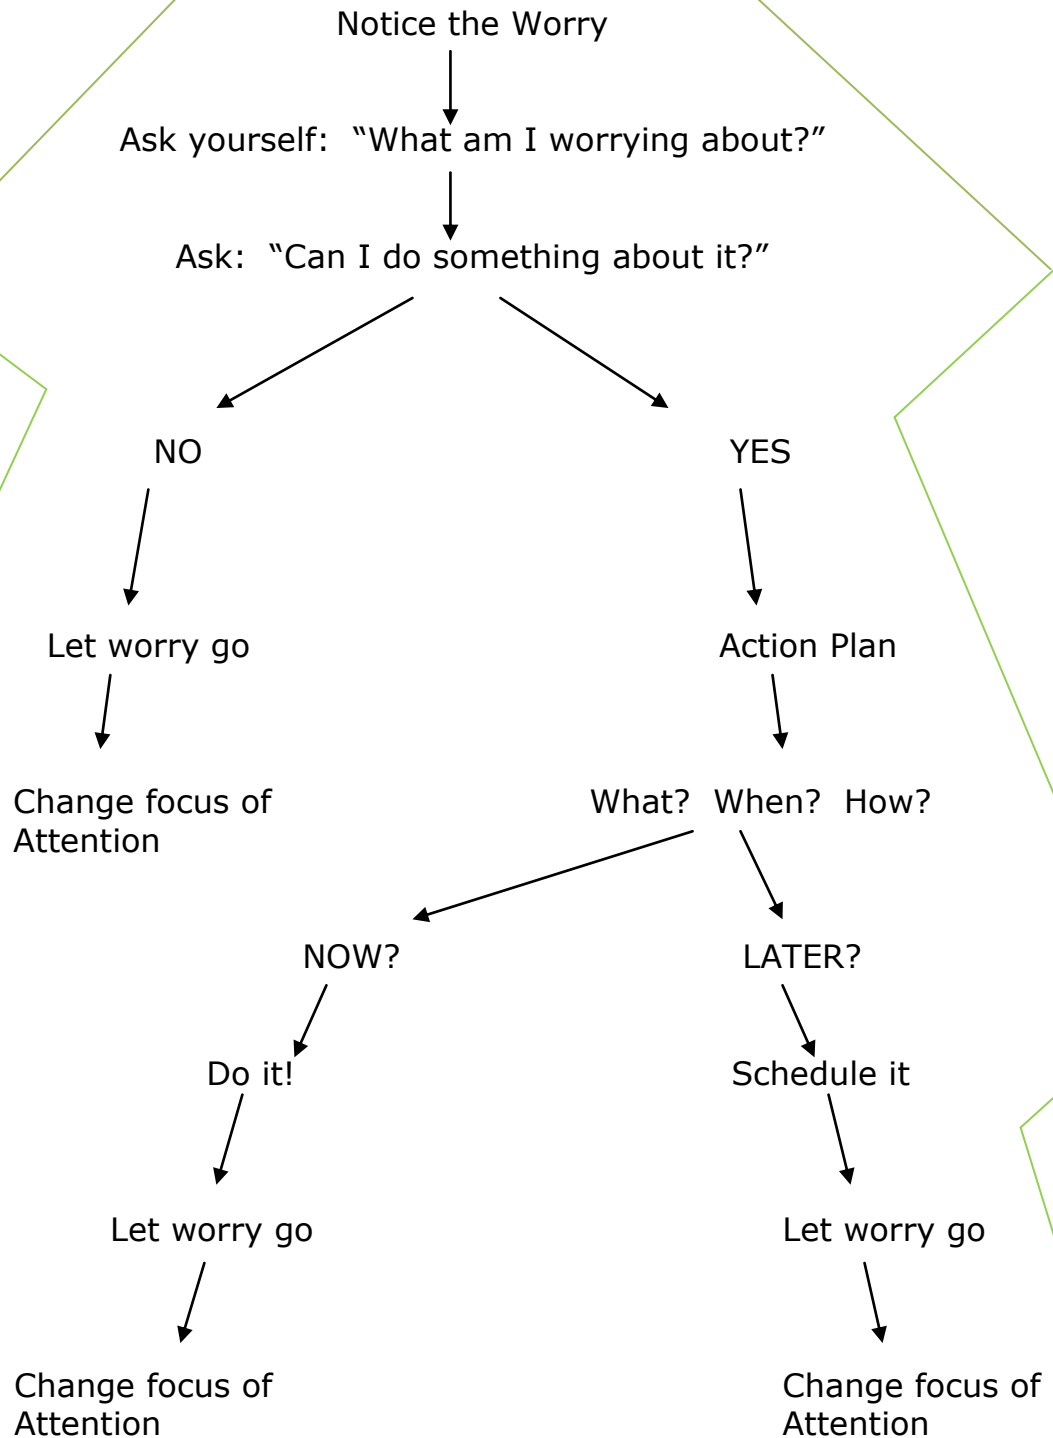 Notice the Worry
Ask yourself:  “What am I worrying about?”
Ask:  “Can I do something about it?”
NO
YES
Let worry go
Action Plan
Change focus of
Attention
What?  When?  How?
NOW?
LATER?
Do it!
Schedule it
Let worry go
Let worry go
Change focus of
Attention
Change focus of
Attention